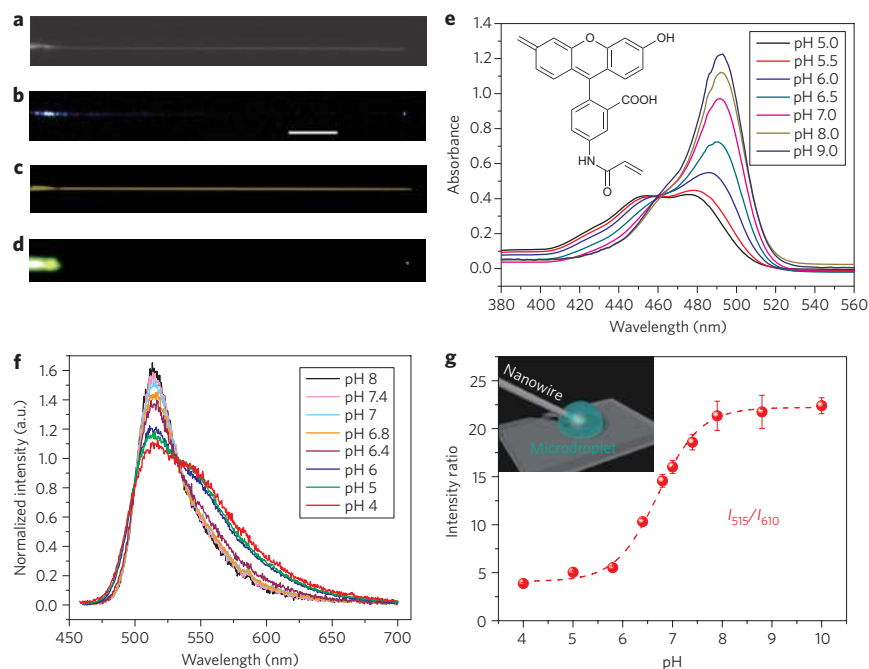 a
b
c
d
e
1.4
1.2
1.0
0.8
0.6
0.4
0.2
0.0
Absorbance
380 400 420 440 460 480 500 520 540 560
Wavelength (nm)
O
OH
COOH
HN
O
pH 5.0
pH 5.5
pH 6.0
pH 6.5
pH 7.0
pH 8.0
pH 9.0
f
1.6
1.4
1.2
1.0
0.8
0.6
0.4
0.2
0.0
Normalized intensity (a.u.)
450 500 550 600 650 700
Wavelength (nm)
pH 8
pH 7.4
pH 7
pH 6.8
pH 6.4
pH 6
pH 5
pH 4
g
25
20
15
10
5
0
Intensity ratio
4 5 6 7 8 9 10
pH
Nanowire
Microdroplet
I₅₁₅/I₆₁₀